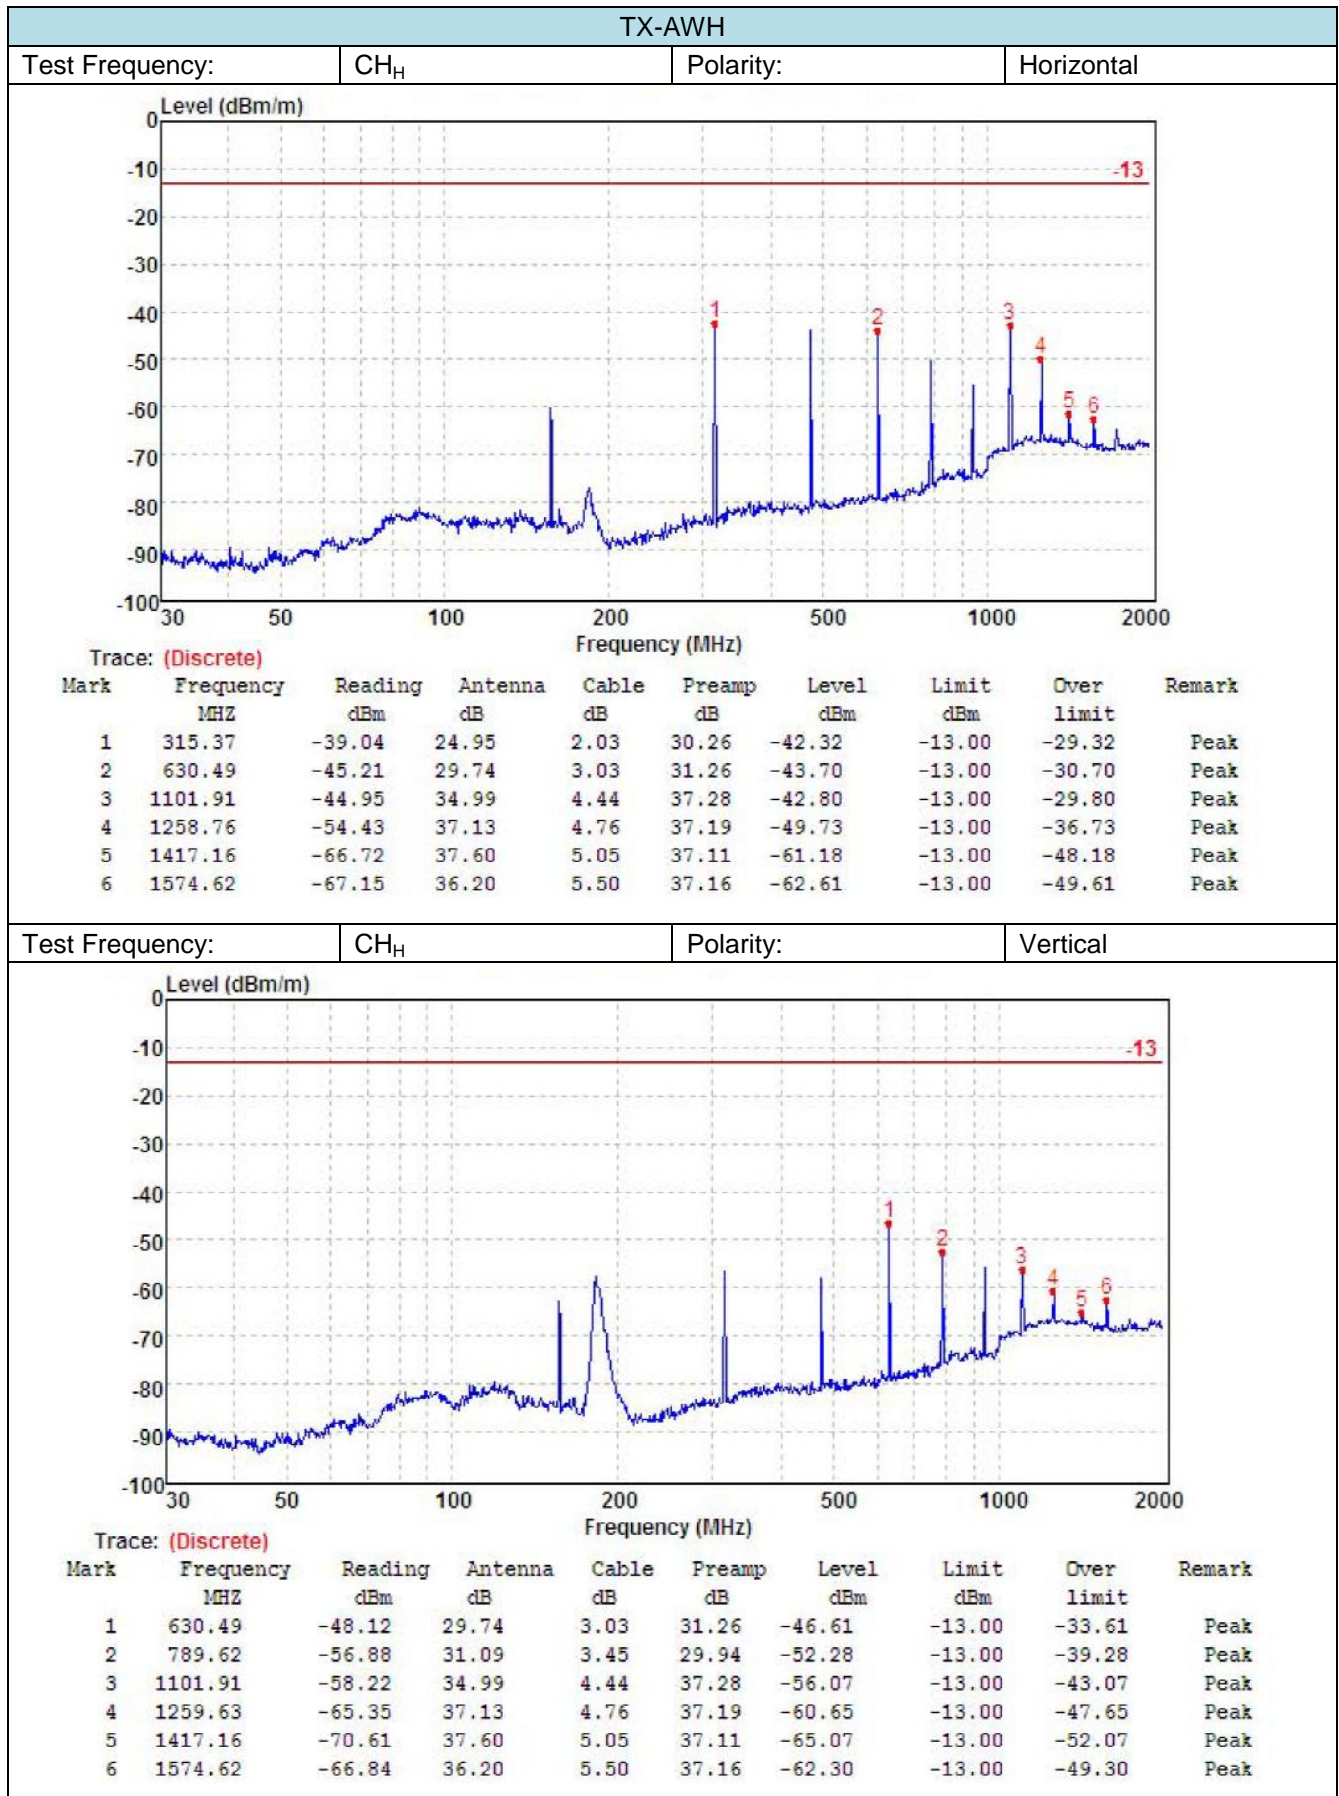 TX-AWH
Test Frequency: CHH Polarity: Horizontal
Level (dBm/m)
0
-10
-13
-20
-30
-40
-50
-60
-70
-80
-90
-100
1 2 3 4 5 6
30 50 100 200 500 1000 2000
Frequency (MHz)
Trace: (Discrete)
Mark Frequency Reading Antenna Cable Preamp Level Limit Over Remark
MHZ dBm dB dB dB dBm dBm limit
1 315.37 -39.04 24.95 2.03 30.26 -42.32 -13.00 -29.32 Peak
2 630.49 -45.21 29.74 3.03 31.26 -43.70 -13.00 -30.70 Peak
3 1101.91 -44.95 34.99 4.44 37.28 -42.80 -13.00 -29.80 Peak
4 1258.76 -54.43 37.13 4.76 37.19 -49.73 -13.00 -36.73 Peak
5 1417.16 -66.72 37.60 5.05 37.11 -61.18 -13.00 -48.18 Peak
6 1574.62 -67.15 36.20 5.50 37.16 -62.61 -13.00 -49.61 Peak
Test Frequency: CHH Polarity: Vertical
Level (dBm/m)
0
-10
-13
-20
-30
-40
-50
-60
-70
-80
-90
-100
1 2 3 4 5 6
30 50 100 200 500 1000 2000
Frequency (MHz)
Trace: (Discrete)
Mark Frequency Reading Antenna Cable Preamp Level Limit Over Remark
MHZ dBm dB dB dB dBm dBm limit
1 630.49 -48.12 29.74 3.03 31.26 -46.61 -13.00 -33.61 Peak
2 789.62 -56.88 31.09 3.45 29.94 -52.28 -13.00 -39.28 Peak
3 1101.91 -58.22 34.99 4.44 37.28 -56.07 -13.00 -43.07 Peak
4 1259.63 -65.35 37.13 4.76 37.19 -60.65 -13.00 -47.65 Peak
5 1417.16 -70.61 37.60 5.05 37.11 -65.07 -13.00 -52.07 Peak
6 1574.62 -66.84 36.20 5.50 37.16 -62.30 -13.00 -49.30 Peak